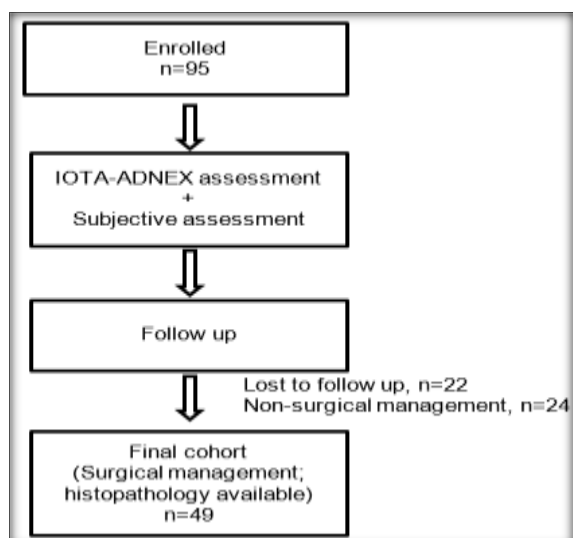 Enrolled
n=95
IOTA-ADNEX assessment
+
Subjective assessment
Follow up
Lost to follow up, n=22
Non-surgical management, n=24
Final cohort
(Surgical management;
histopathology available)
n=49